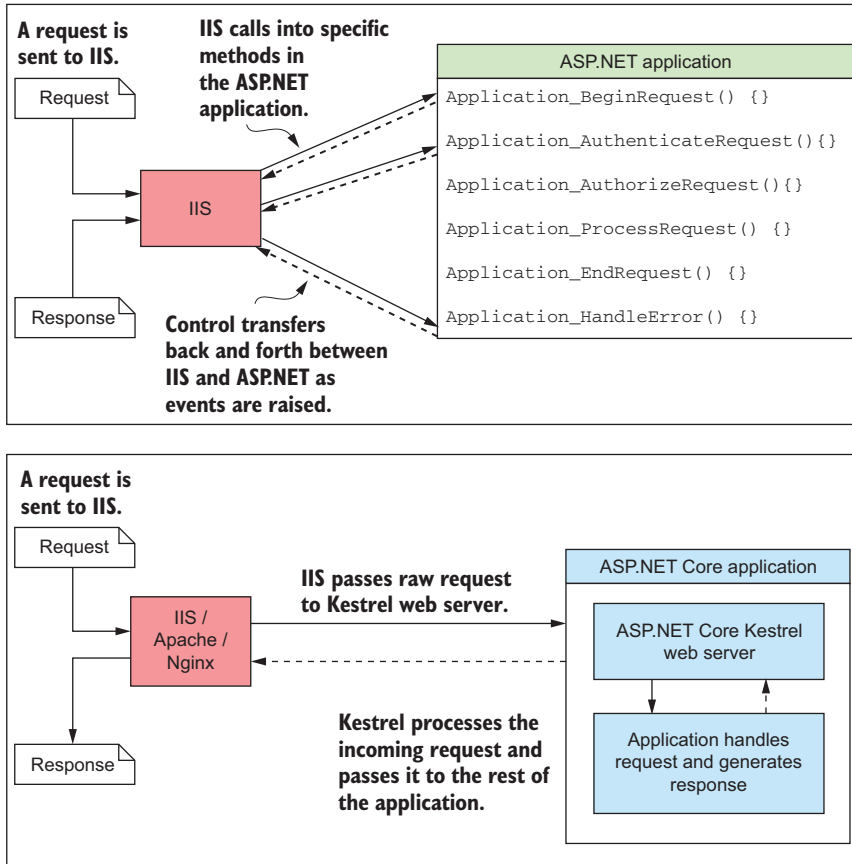 A request is
sent to IIS.
Request
IIS calls into specific
methods in
the ASP.NET
application.
ASP.NET application
Application_BeginRequest() {}
Application_AuthenticateRequest(){}
Application_AuthorizeRequest(){}
Application_ProcessRequest() {}
Application_EndRequest() {}
Application_HandleError() {}
IIS
Response
Control transfers
back and forth between
IIS and ASP.NET as
events are raised.
A request is
sent to IIS.
Request
IIS /
Apache /
Nginx
Response
IIS passes raw request
to Kestrel web server.
Kestrel processes the
incoming request and
passes it to the rest of
the application.
ASP.NET Core application
ASP.NET Core Kestrel
web server
Application handles
request and generates
response